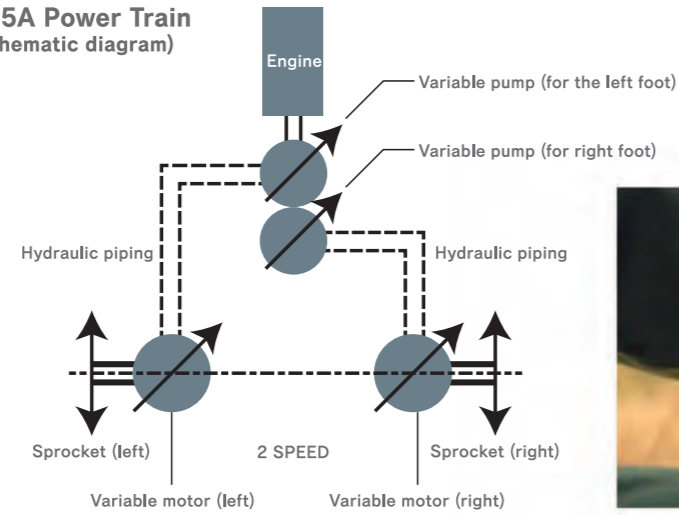 5A Power Train
hematic diagram)
Engine
Variable pump (for the left foot)
Variable pump (for right foot)
Hydraulic piping
Hydraulic piping
Sprocket (left)
2 SPEED
Sprocket (right)
Variable motor (left)
Variable motor (right)